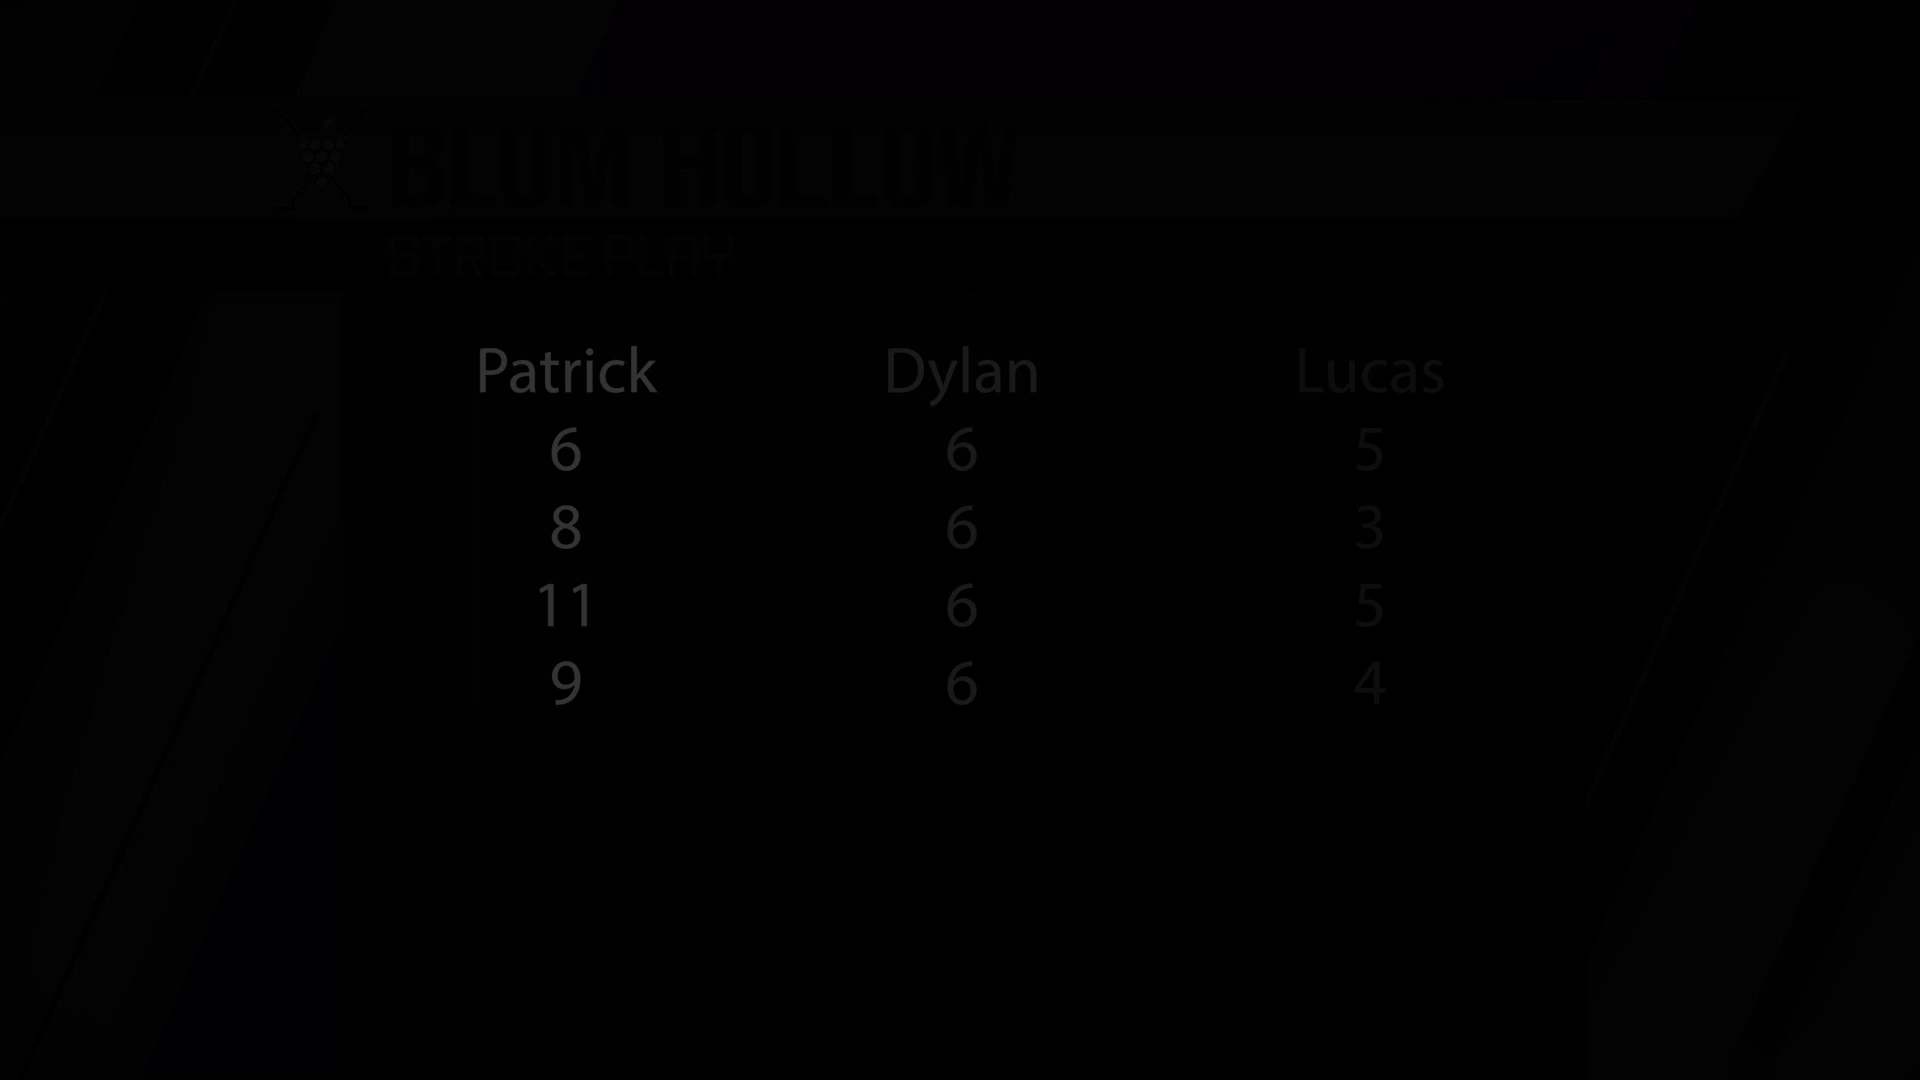 BLUM HOLLOW
STROKE PLAY
Patrick Dylan Lucas
6 6 5
8 6 3
11 6 5
9 6 4